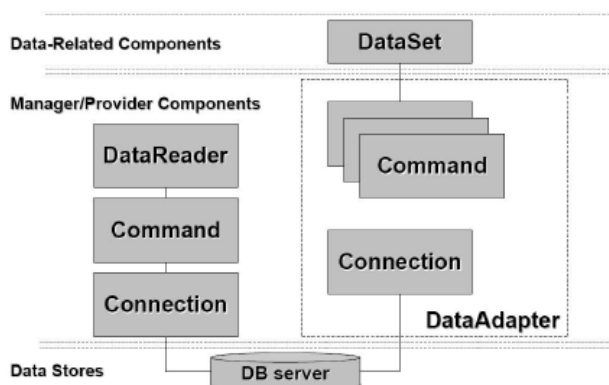 Data-Related Components
DataSet
Manager/Provider Components
DataReader
Command
Command
Connection
Connection
DataAdapter
Data Stores
DB server